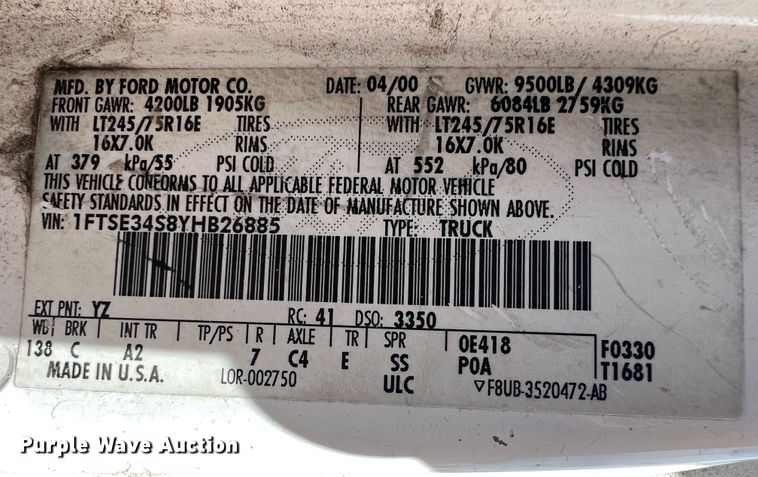 MFD. BY FORD MOTOR CO. DATE: 04/00 GVWR: 9500LB/ 4309KG
FRONT GAWR: 4200LB 1905KG REAR GAWR: 6084LB 2759KG
WITH LT245/75R16E TIRES WITH LT245/75R16E TIRES
16X7.0K RIMS 16X7.0K RIMS
AT 379 kPa/55 PSI COLD AT 552 kPa/80 PSI COLD
THIS VEHICLE CONFORMS TO ALL APPLICABLE FEDERAL MOTOR VEHICLE
SAFETY STANDARDS IN EFFECT ON THE DATE OF MANUFACTURE SHOWN ABOVE.
VIN: 1FTSE34S8YHB26885 TYPE: TRUCK
EXT PNT: YZ RC: 41 DSO: 3350
WB BRK INT TR TP/PS R AXLE TR SPR OE418 F0330
138 C A2 7 C4 E SS POA T1681
MADE IN U.S.A. LOR-002750 ULC ▽F8UB-3520472-AB
Purple Wave Auction